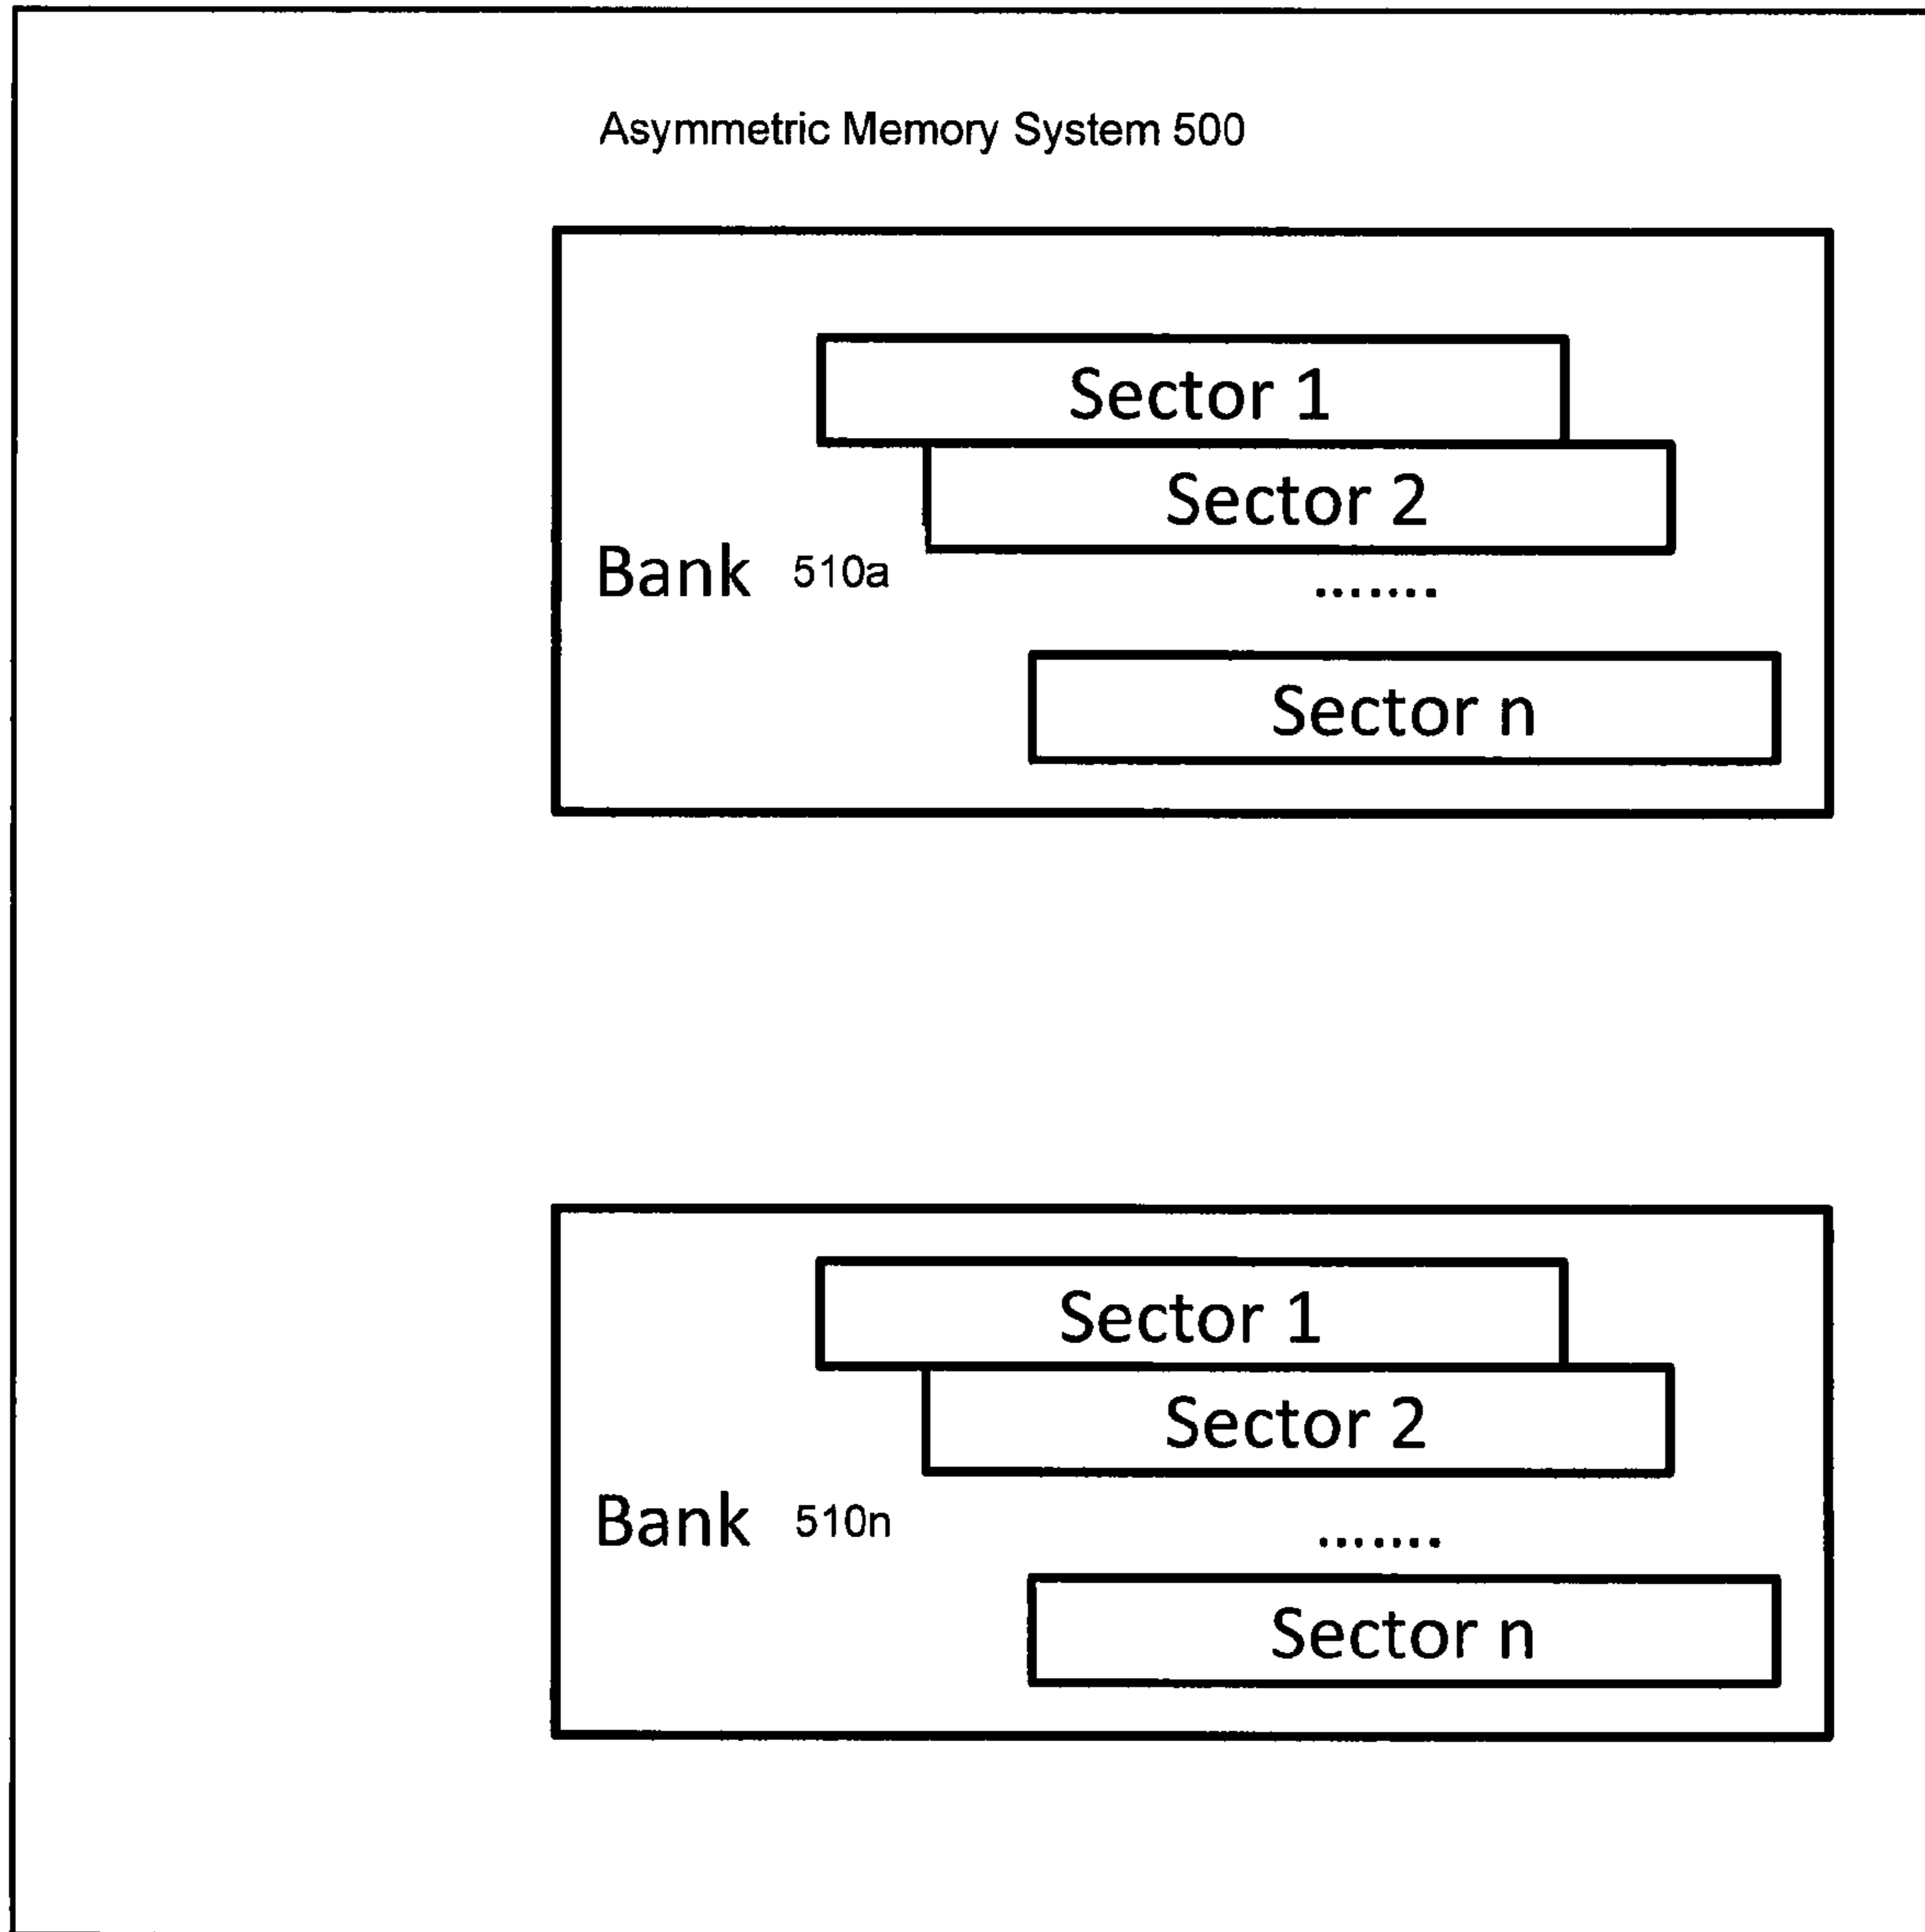 Asymmetric Memory System 500
Sector 1
Sector 2
Bank 510a
.......
Sector n
Sector 1
Sector 2
Bank 510n
.......
Sector n